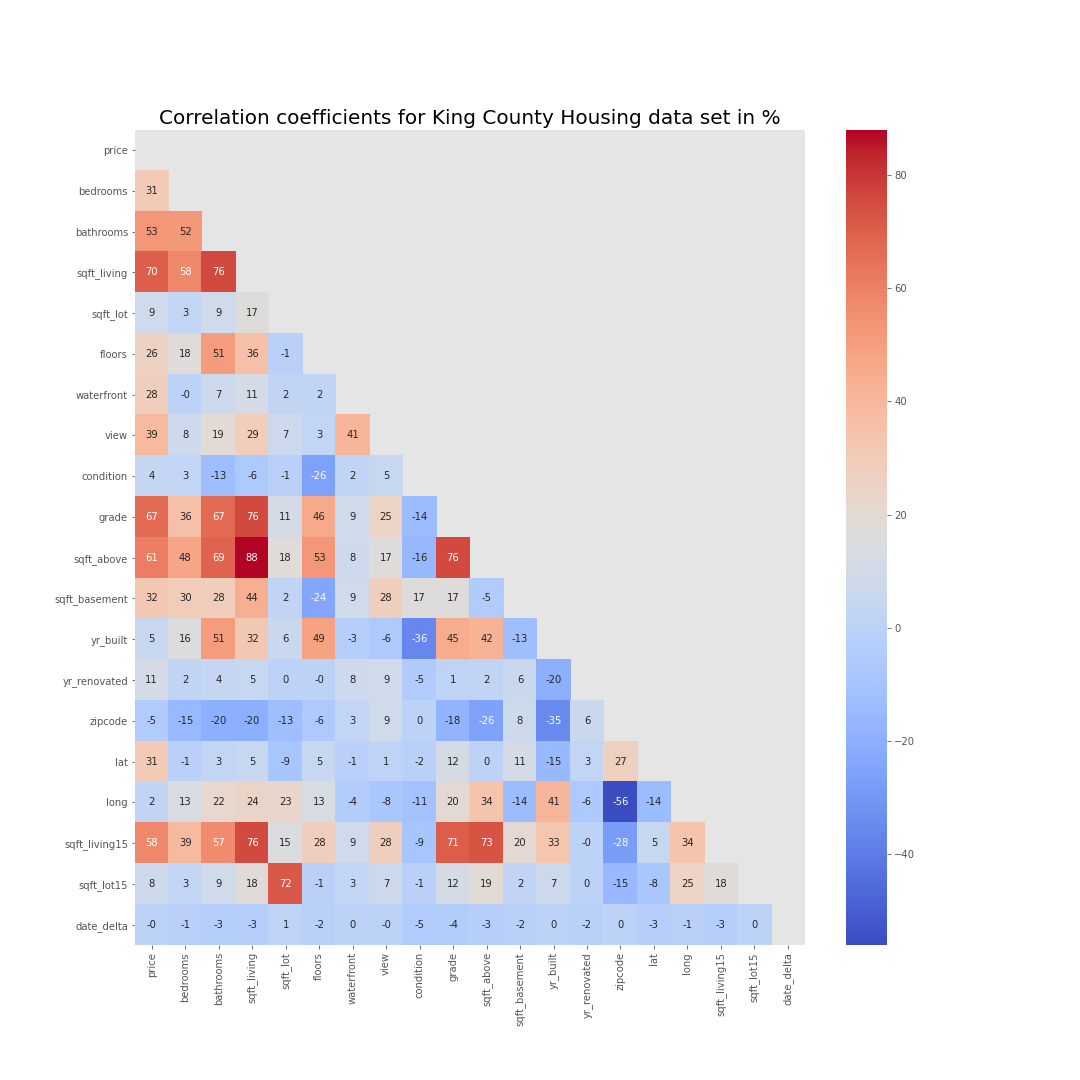 Correlation coefficients for King County Housing data set in %
price
bedrooms 31
bathrooms 53 52
sqft_living 70 58 76
sqft_lot 9 3 9 17
floors 26 18 51 36 -1
waterfront 28 -0 7 11 2 2
view 39 8 19 29 7 3 41
condition 4 3 -13 -6 -1 -26 2 5
grade 67 36 67 76 11 46 9 25 -14
sqft_above 61 48 69 88 18 53 8 17 -16 76
sqft_basement 32 30 28 44 2 -24 9 28 17 17 -5
yr_built 5 16 51 32 6 49 -3 -6 -36 45 42 -13
yr_renovated 11 2 4 5 0 -0 8 9 -5 1 2 6 -20
zipcode -5 -15 -20 -20 -13 -6 3 9 0 -18 -26 8 -35 6
lat 31 -1 3 5 -9 5 -1 1 -2 12 0 11 -15 3 27
long 2 13 22 24 23 13 -4 -8 -11 20 34 -14 41 -6 -56 -14
sqft_living15 58 39 57 76 15 28 9 28 -9 71 73 20 33 -0 -28 5 34
sqft_lot15 8 3 9 18 72 -1 3 7 -1 12 19 2 7 0 -15 -8 25 18
date_delta -0 -1 -3 -3 1 -2 0 -0 -5 -4 -3 -2 0 -2 0 -3 -1 -3 0
price bedrooms bathrooms sqft_living sqft_lot floors waterfront view condition grade sqft_above sqft_basement yr_built yr_renovated zipcode lat long sqft_living15 sqft_lot15 date_delta
80
60
40
20
0
−20
−40